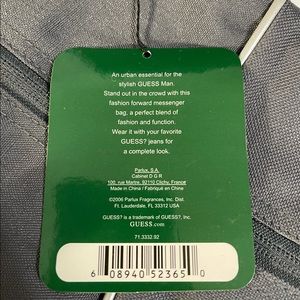 An urban essential for the
stylish GUESS Man.
Stand out in the crowd with this
fashion forward messenger
bag, a perfect blend of
fashion and function.
Wear it with your favorite
GUESS? jeans for
a complete look.
Parlux, S.A.
Cabinet D G R
100, rue Martre, 92110 Clichy, France
Made in China / Fabriqué en Chine
©2006 Parlux Fragrances, Inc. Dist.
Ft. Lauderdale, FL 33312 USA
GUESS? is a trademark of GUESS?, Inc.
GUESS.com
71.3332.92
6 08940 52365 0